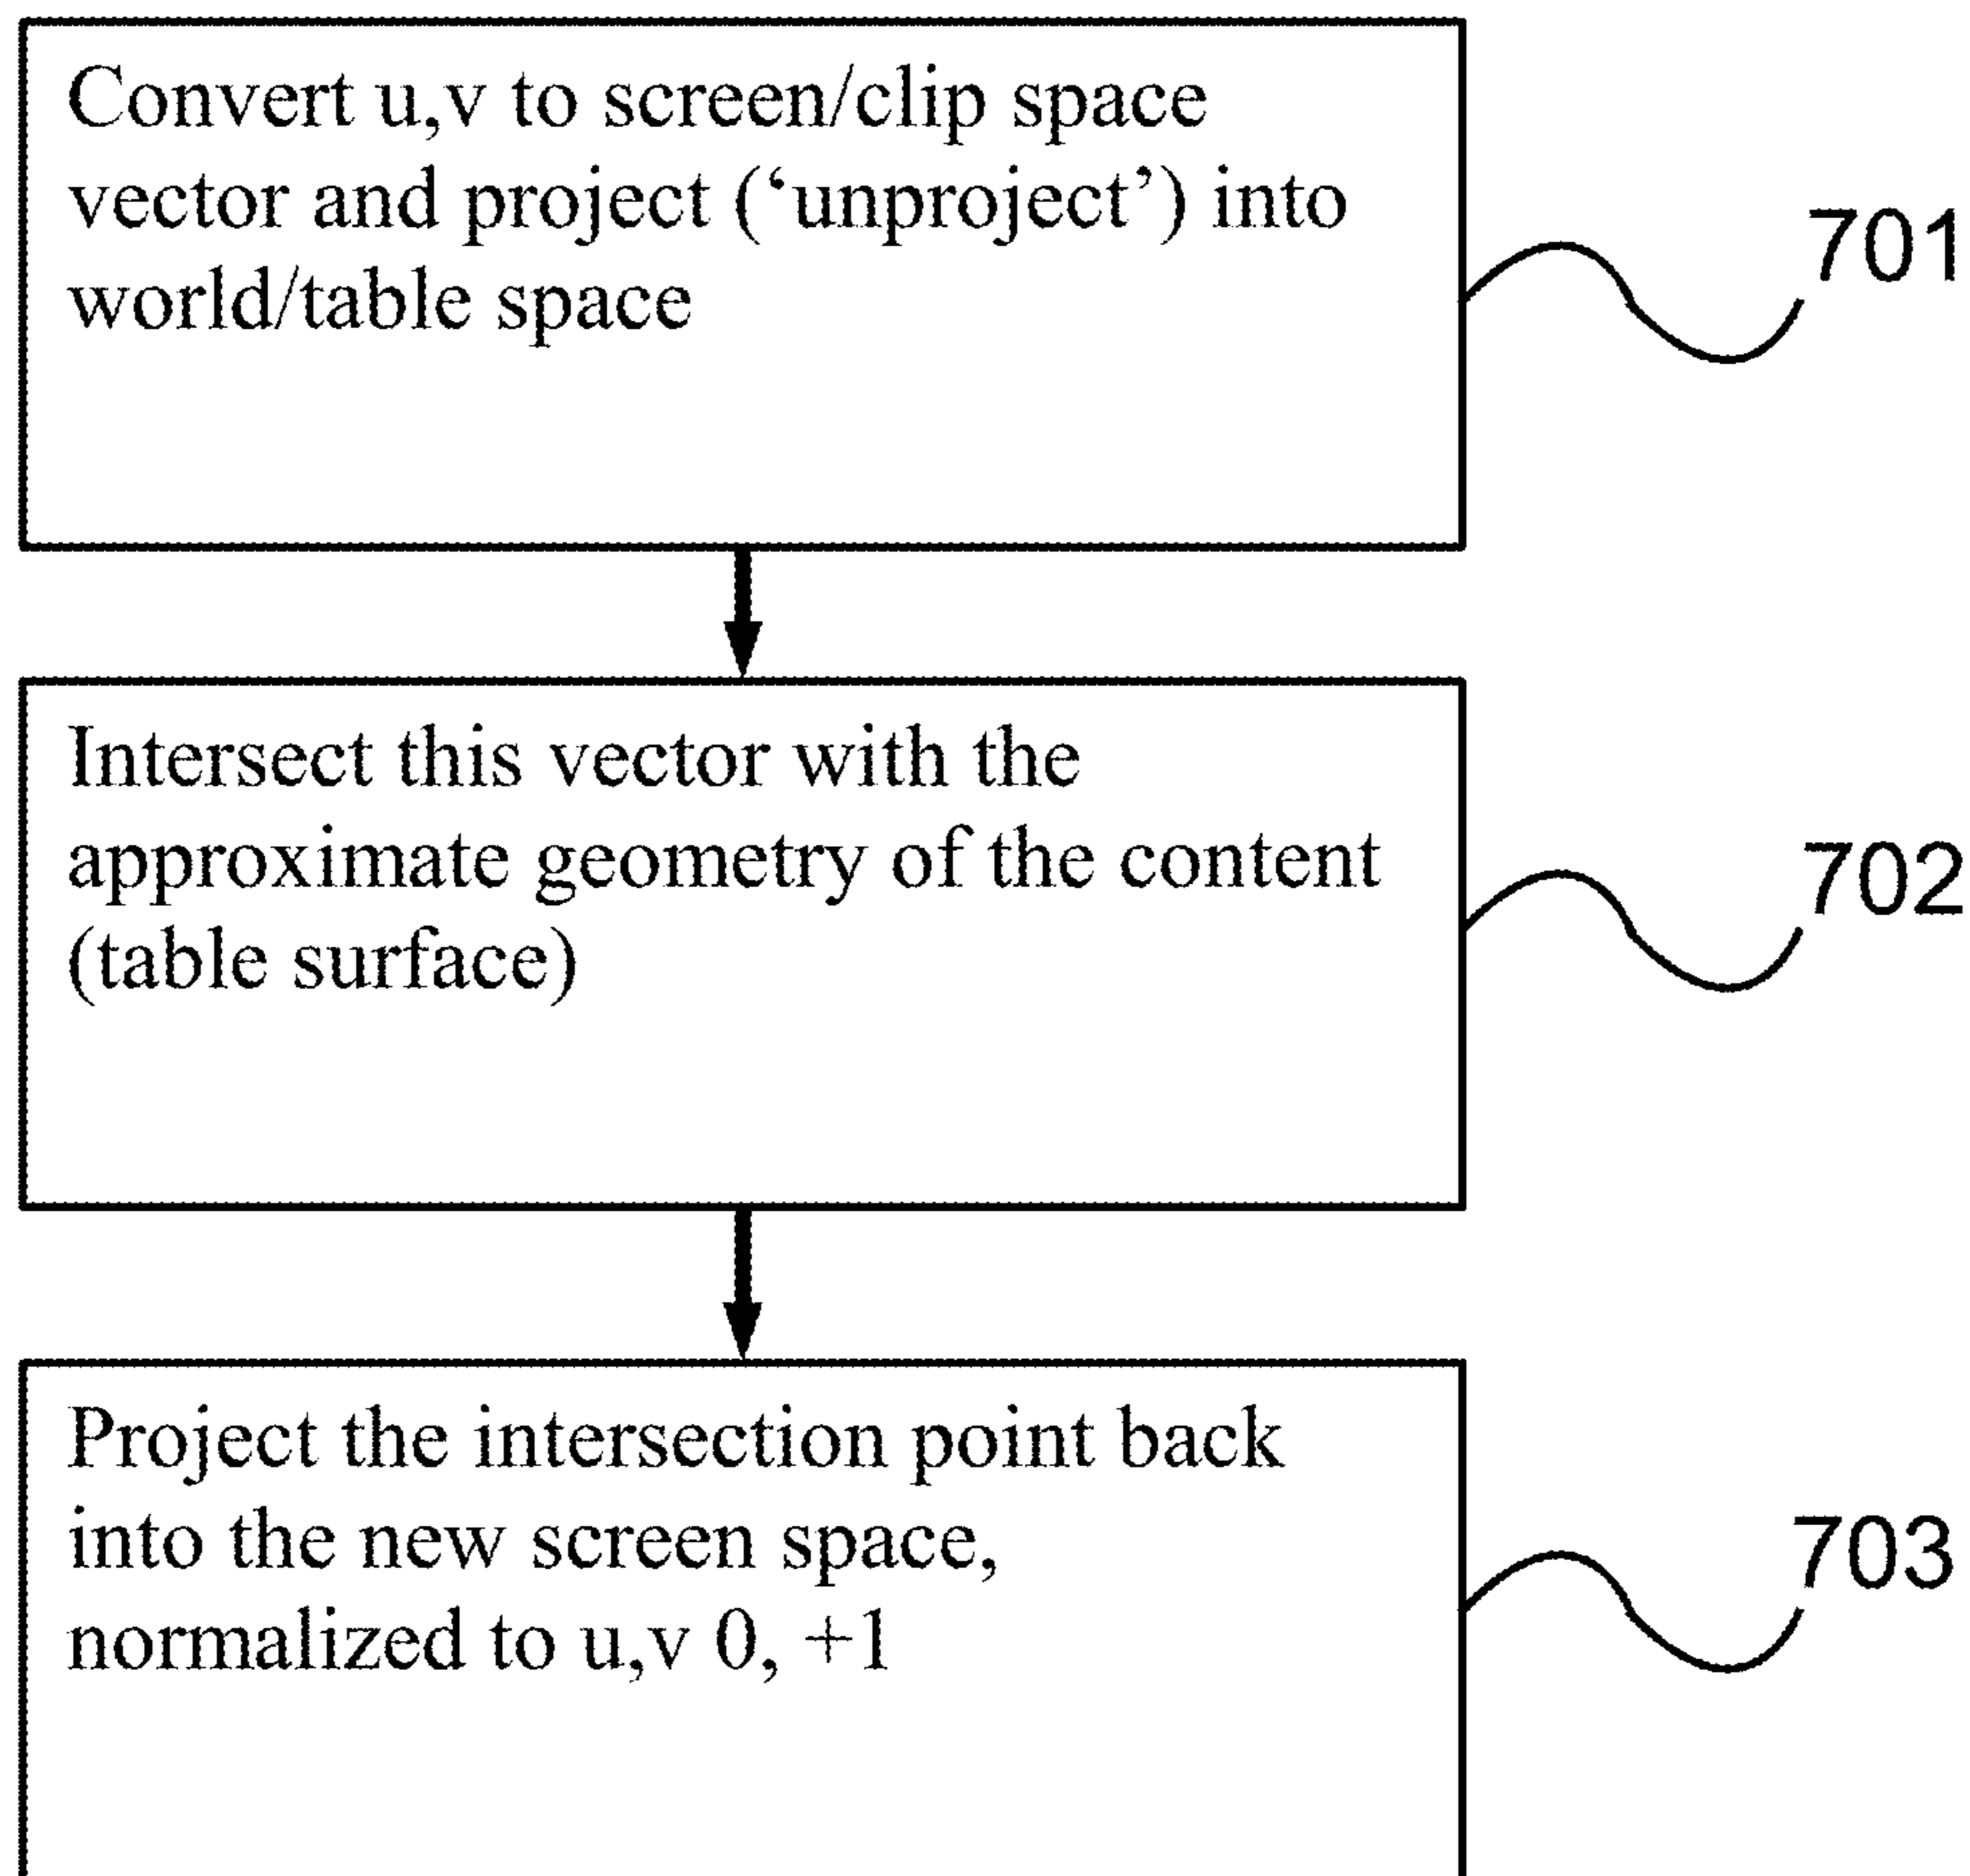 Convert u,v to screen/clip space
vector and project (‘unproject’) into
world/table space
701
Intersect this vector with the
approximate geometry of the content
(table surface)
702
Project the intersection point back
into the new screen space,
normalized to u,v 0, +1
703